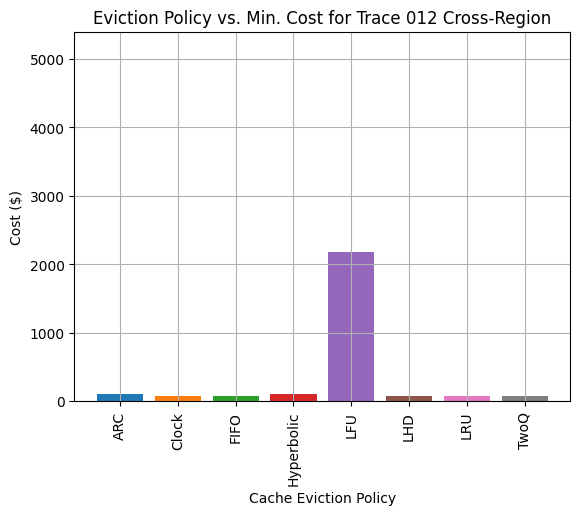 Eviction Policy vs. Min. Cost for Trace 012 Cross-Region
Cost ($)
5000
4000
3000
2000
1000
0
ARC
Clock
FIFO
Hyperbolic
LFU
LHD
LRU
TwoQ
Cache Eviction Policy